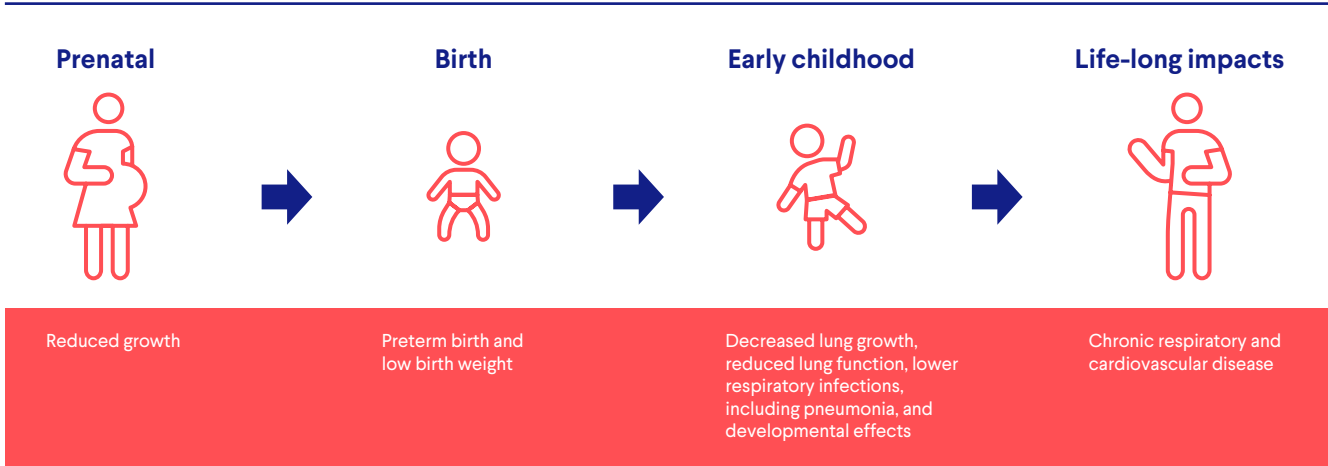 Prenatal
Birth
Early childhood
Life-long impacts
Reduced growth
Preterm birth and
low birth weight
Decreased lung growth,
reduced lung function, lower
respiratory infections,
including pneumonia, and
developmental effects
Chronic respiratory and
cardiovascular disease